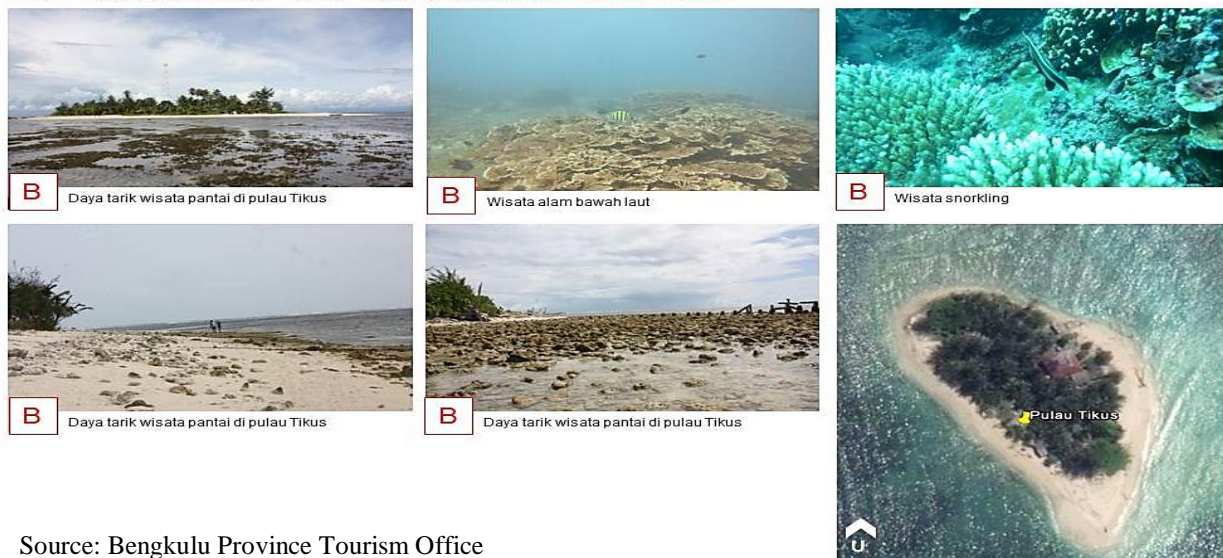 B Daya tarik wisata pantai di pulau Tikus
B Wisata alam bawah laut
B Wisata snorkling
B Daya tarik wisata pantai di pulau Tikus
B Daya tarik wisata pantai di pulau Tikus
Pulau Tikus
U
Source: Bengkulu Province Tourism Office